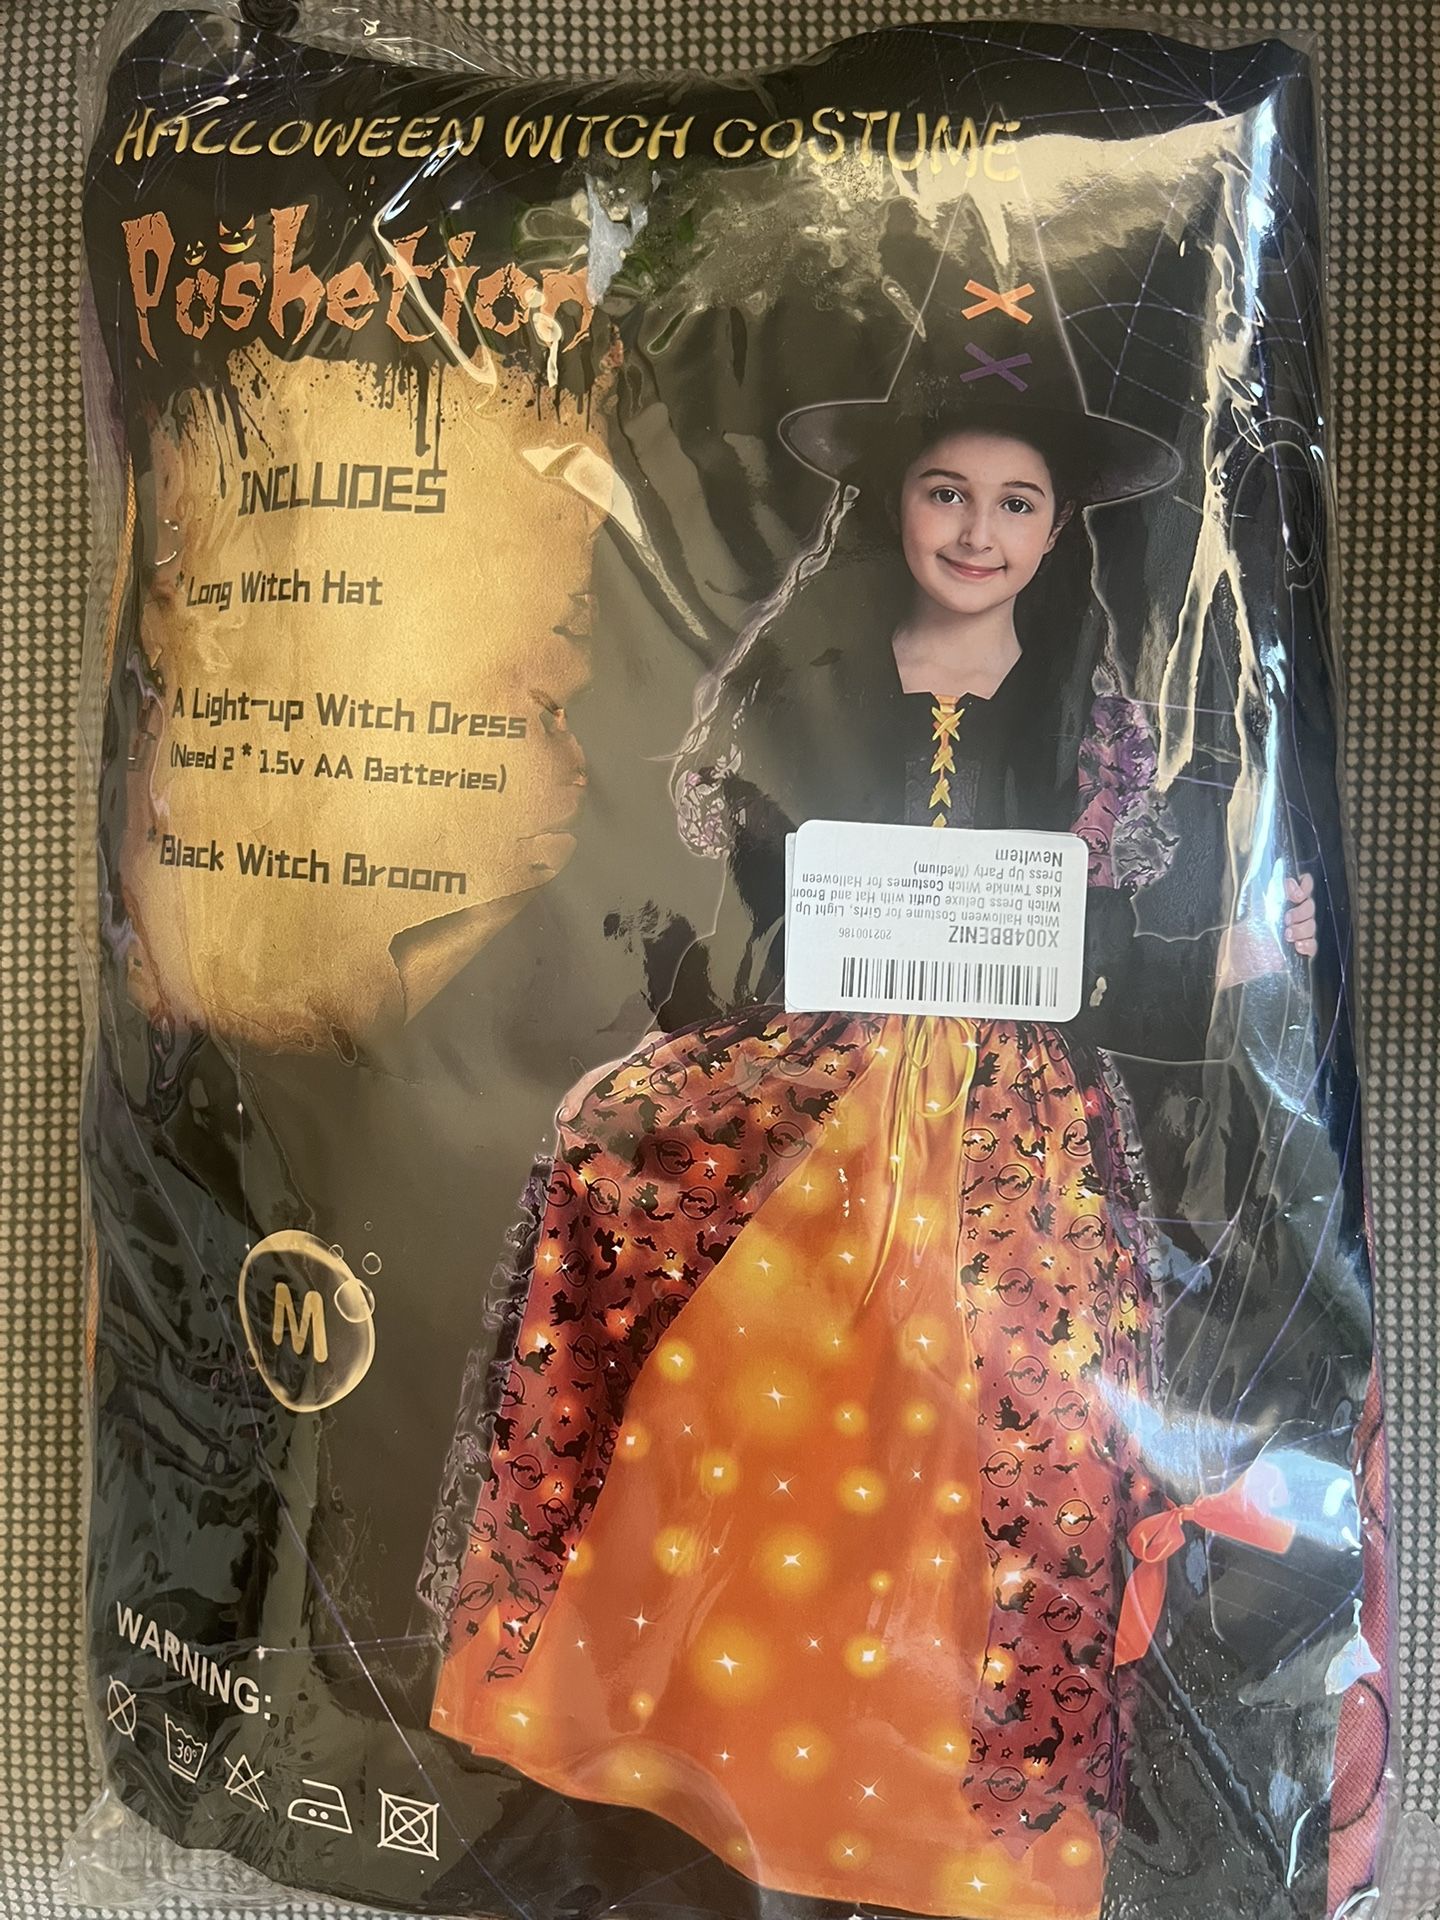 HALLOWEEN WITCH COSTUME
Poshetion
INCLUDES
*Long Witch Hat
A Light-up Witch Dress
(Need 2 * 1.5v AA Batteries)
*Black Witch Broom
X004BBENIZ 202100186
Witch Halloween Costume for Girls, Light Up
Witch Dress Deluxe Outfit with Hat and Broom
Kids Twinkle Witch Costumes for Halloween
Dress Up Party (Medium)
NewItem
M
WARNING:
30°